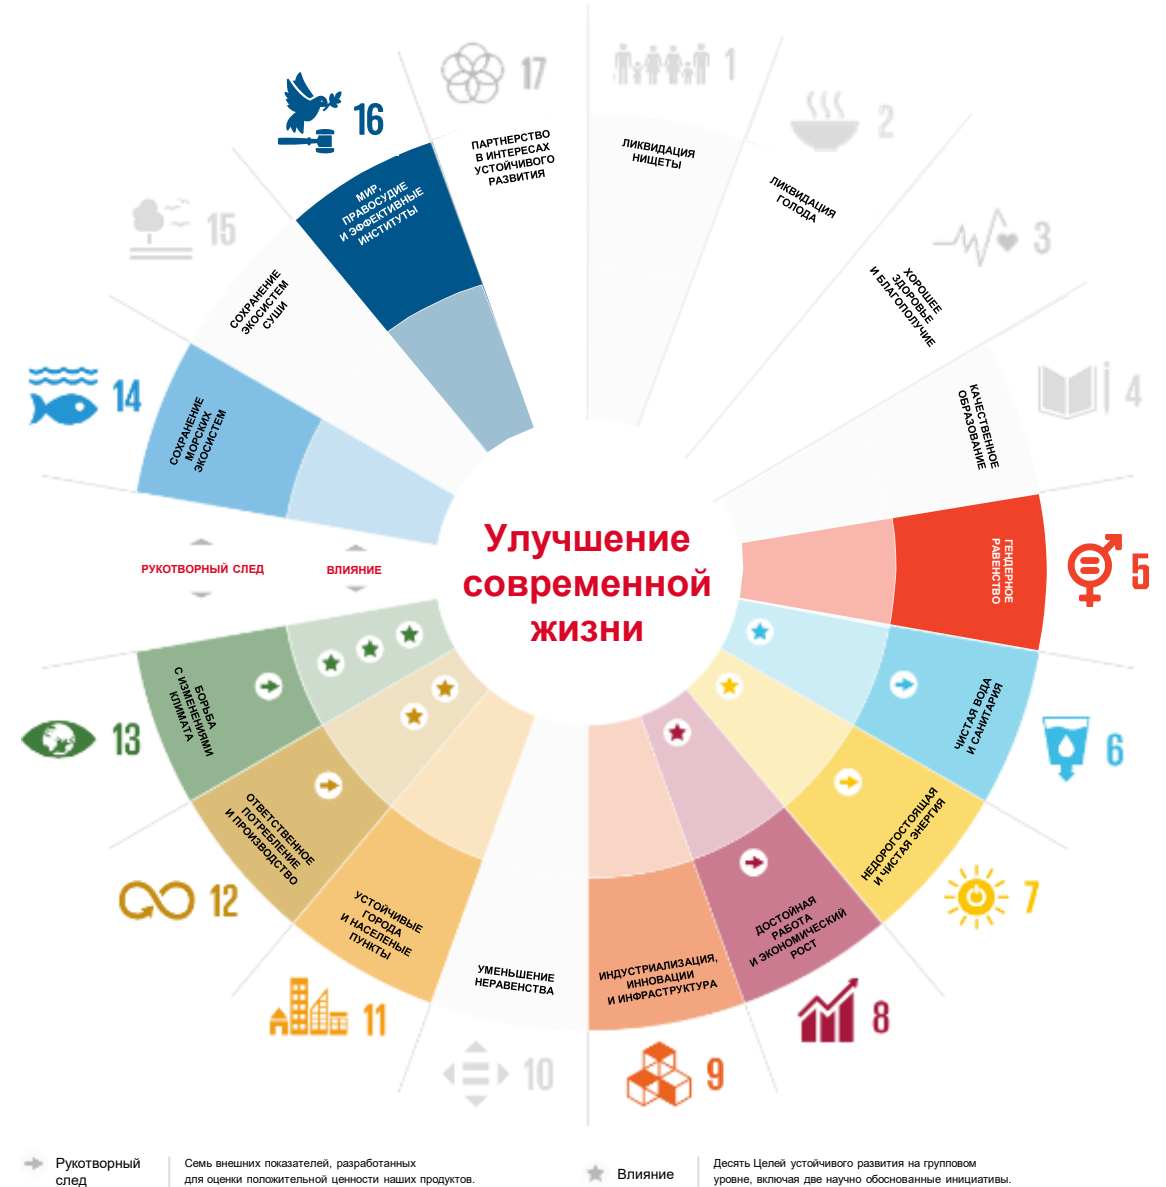 17
ПАРТНЕРСТВО
В ИНТЕРЕСАХ
УСТОЙЧИВОГО
РАЗВИТИЯ
1
ЛИКВИДАЦИЯ
НИЩЕТЫ
2
ЛИКВИДАЦИЯ
ГОЛОДА
3
ХОРОШЕЕ
ЗДОРОВЬЕ
И БЛАГОПОЛУЧИЕ
4
КАЧЕСТВЕННОЕ
ОБРАЗОВАНИЕ
5
ГЕНДЕРНОЕ
РАВЕНСТВО
6
ЧИСТАЯ ВОДА
И САНИТАРИЯ
7
НЕДОРОГОСТОЯЩАЯ
И ЧИСТАЯ ЭНЕРГИЯ
8
ДОСТОЙНАЯ
РАБОТА
И ЭКОНОМИЧЕСКИЙ
РОСТ
9
ИНДУСТРИАЛИЗАЦИЯ,
ИННОВАЦИИ
И ИНФРАСТРУКТУРА
10
УМЕНЬШЕНИЕ
НЕРАВЕНСТВА
11
УСТОЙЧИВЫЕ
ГОРОДА
И НАСЕЛЕНЫЕ
ПУНКТЫ
12
ОТВЕТСТВЕННОЕ
ПОТРЕБЛЕНИЕ
И ПРОИЗВОДСТВО
13
БОРЬБА
С ИЗМЕНЕНИЯМИ
КЛИМАТА
РУКОТВОРНЫЙ СЛЕД
ВЛИЯНИЕ
14
СОХРАНЕНИЕ
МОРСКИХ
ЭКОСИСТЕМ
15
СОХРАНЕНИЕ
ЭКОСИСТЕМ
СУШИ
16
МИР,
ПРАВОСУДИЕ
И ЭФФЕКТИВНЫЕ
ИНСТИТУТЫ
Улучшение
современной
жизни
Рукотворный
след
Семь внешних показателей, разработанных
для оценки положительной ценности наших продуктов.
Влияние
Десять Целей устойчивого развития на групповом
уровне, включая две научно обоснованные инициативы.